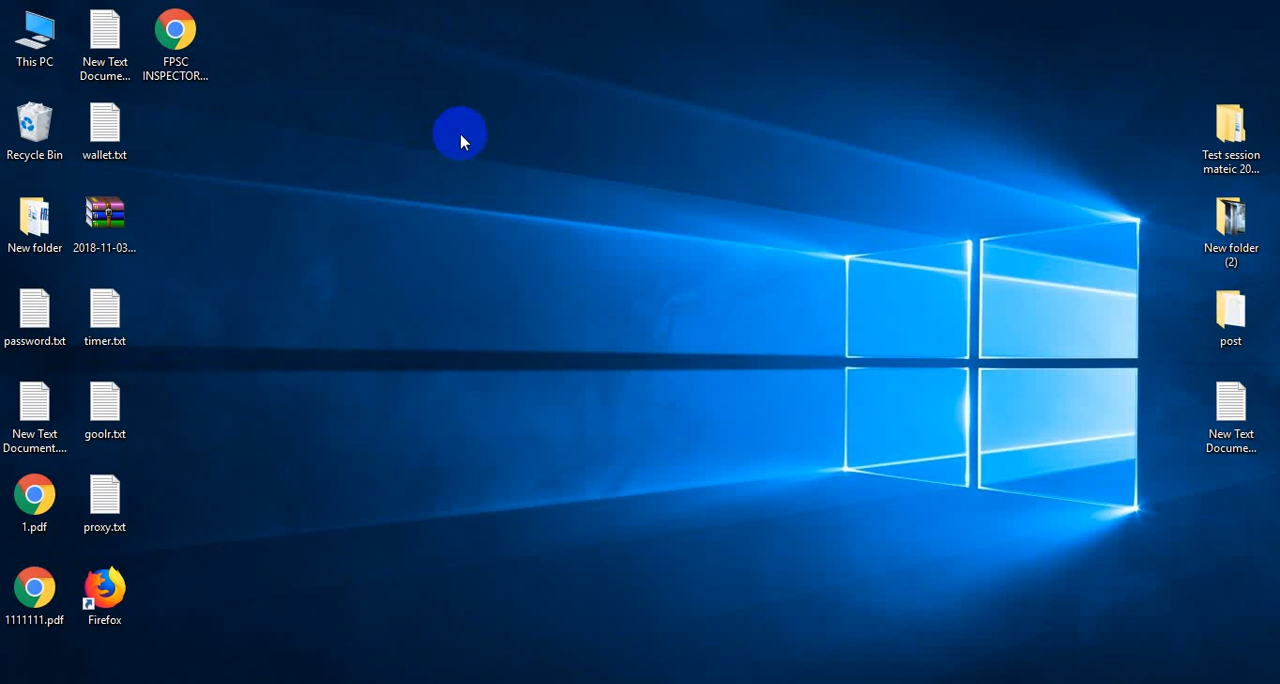 This PC
New Text
Docume...
FPSC
INSPECTOR...
Recycle Bin
wallet.txt
New folder
2018-11-03...
password.txt
timer.txt
New Text
Document....
goolr.txt
1.pdf
proxy.txt
1111111.pdf
Firefox
Test session
mateic 20...
New folder
(2)
post
New Text
Docume...